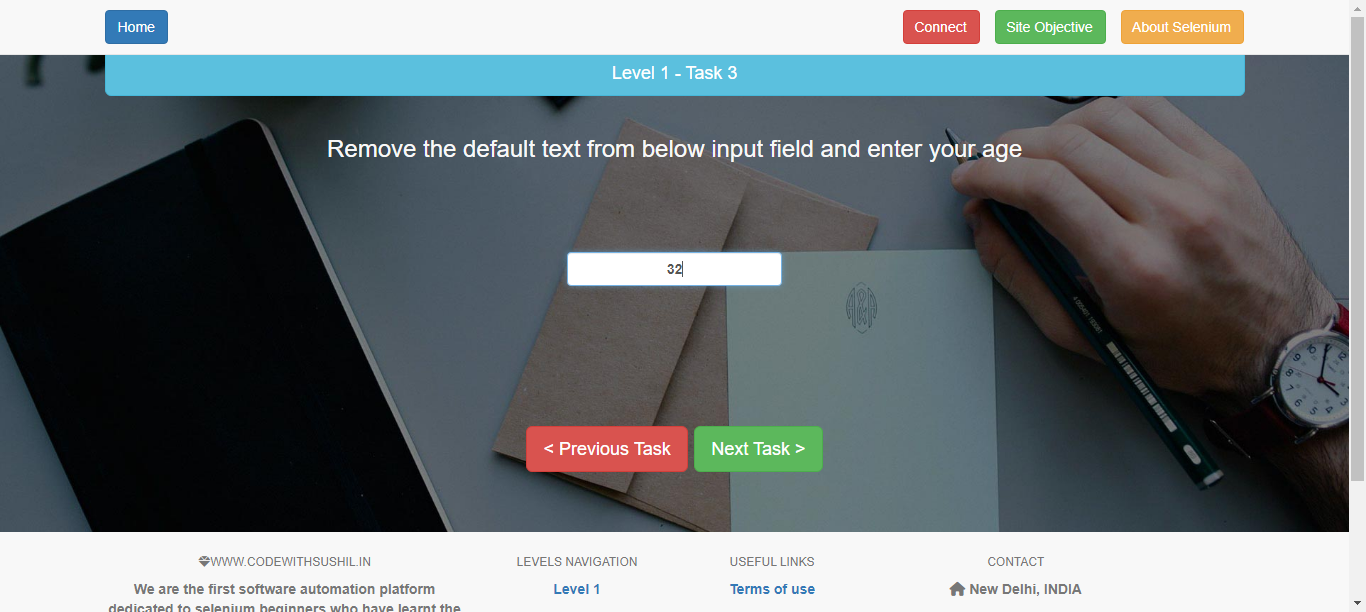 Home
Connect
Site Objective
About Selenium
Level 1 - Task 3
Remove the default text from below input field and enter your age
32
< Previous Task
Next Task >
WWW.CODEWITHSUSHIL.IN
LEVELS NAVIGATION
USEFUL LINKS
CONTACT
We are the first software automation platform
Level 1
Terms of use
New Delhi, INDIA
dedicated to selenium beginners who have learnt the